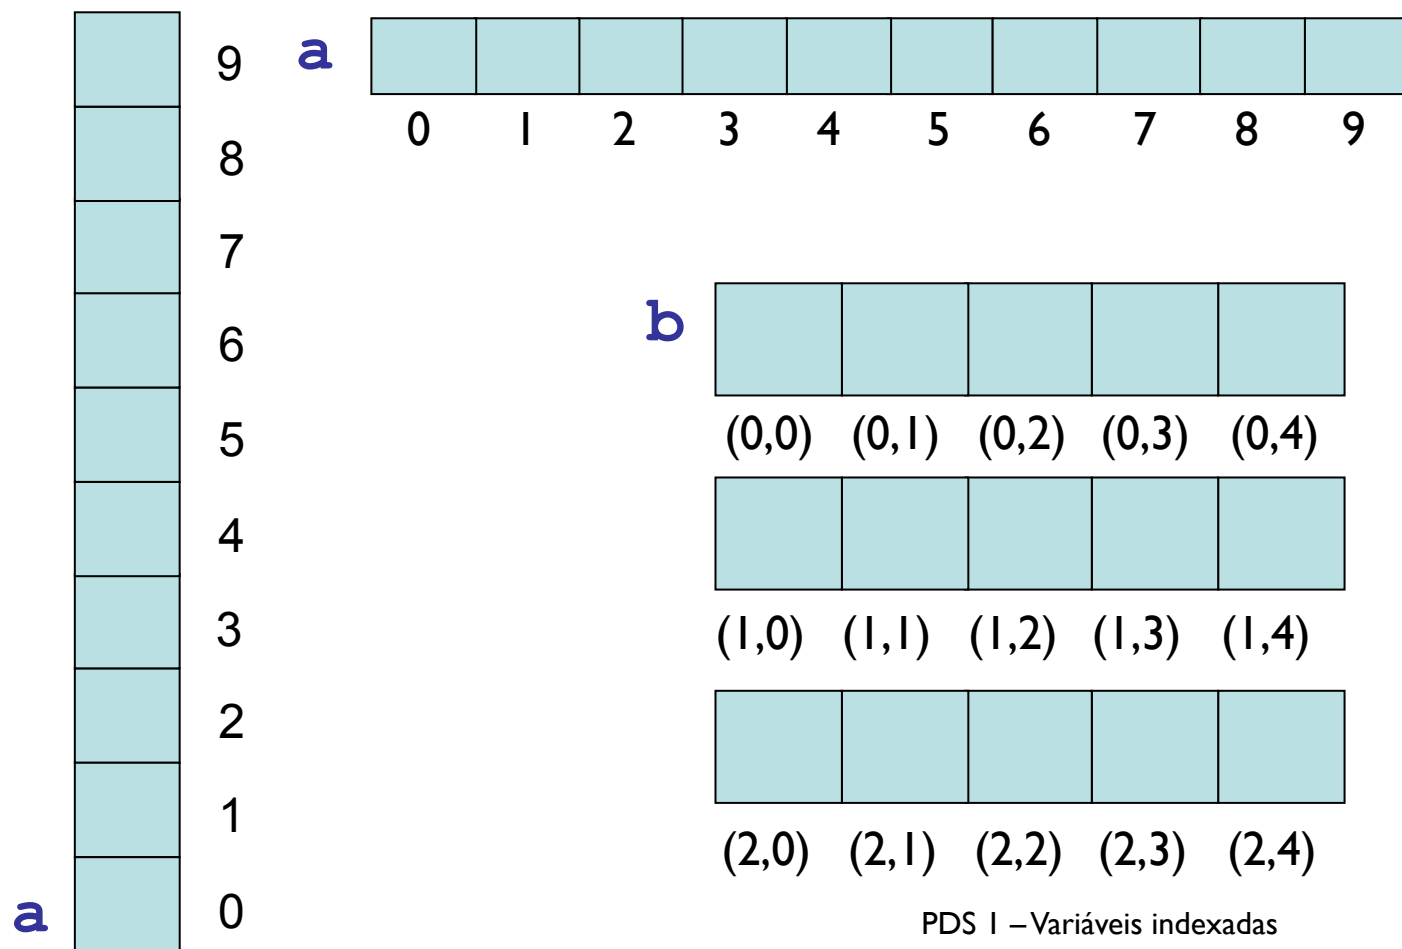 9
8
7
6
5
4
3
2
1
a 0
a
0 1 2 3 4 5 6 7 8 9
b
(0,0) (0,1) (0,2) (0,3) (0,4)
(1,0) (1,1) (1,2) (1,3) (1,4)
(2,0) (2,1) (2,2) (2,3) (2,4)
PDS 1 – Variáveis indexadas